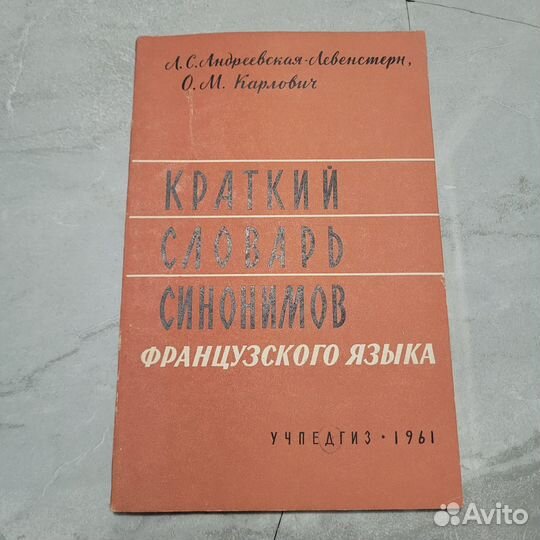 Л. С. Андреевская-Левенстерн,
О. М. Карлович
КРАТКИЙ
СЛОВАРЬ
СИНОНИМОВ
ФРАНЦУЗСКОГО ЯЗЫКА
УЧПЕДГИЗ • 1961
Avito